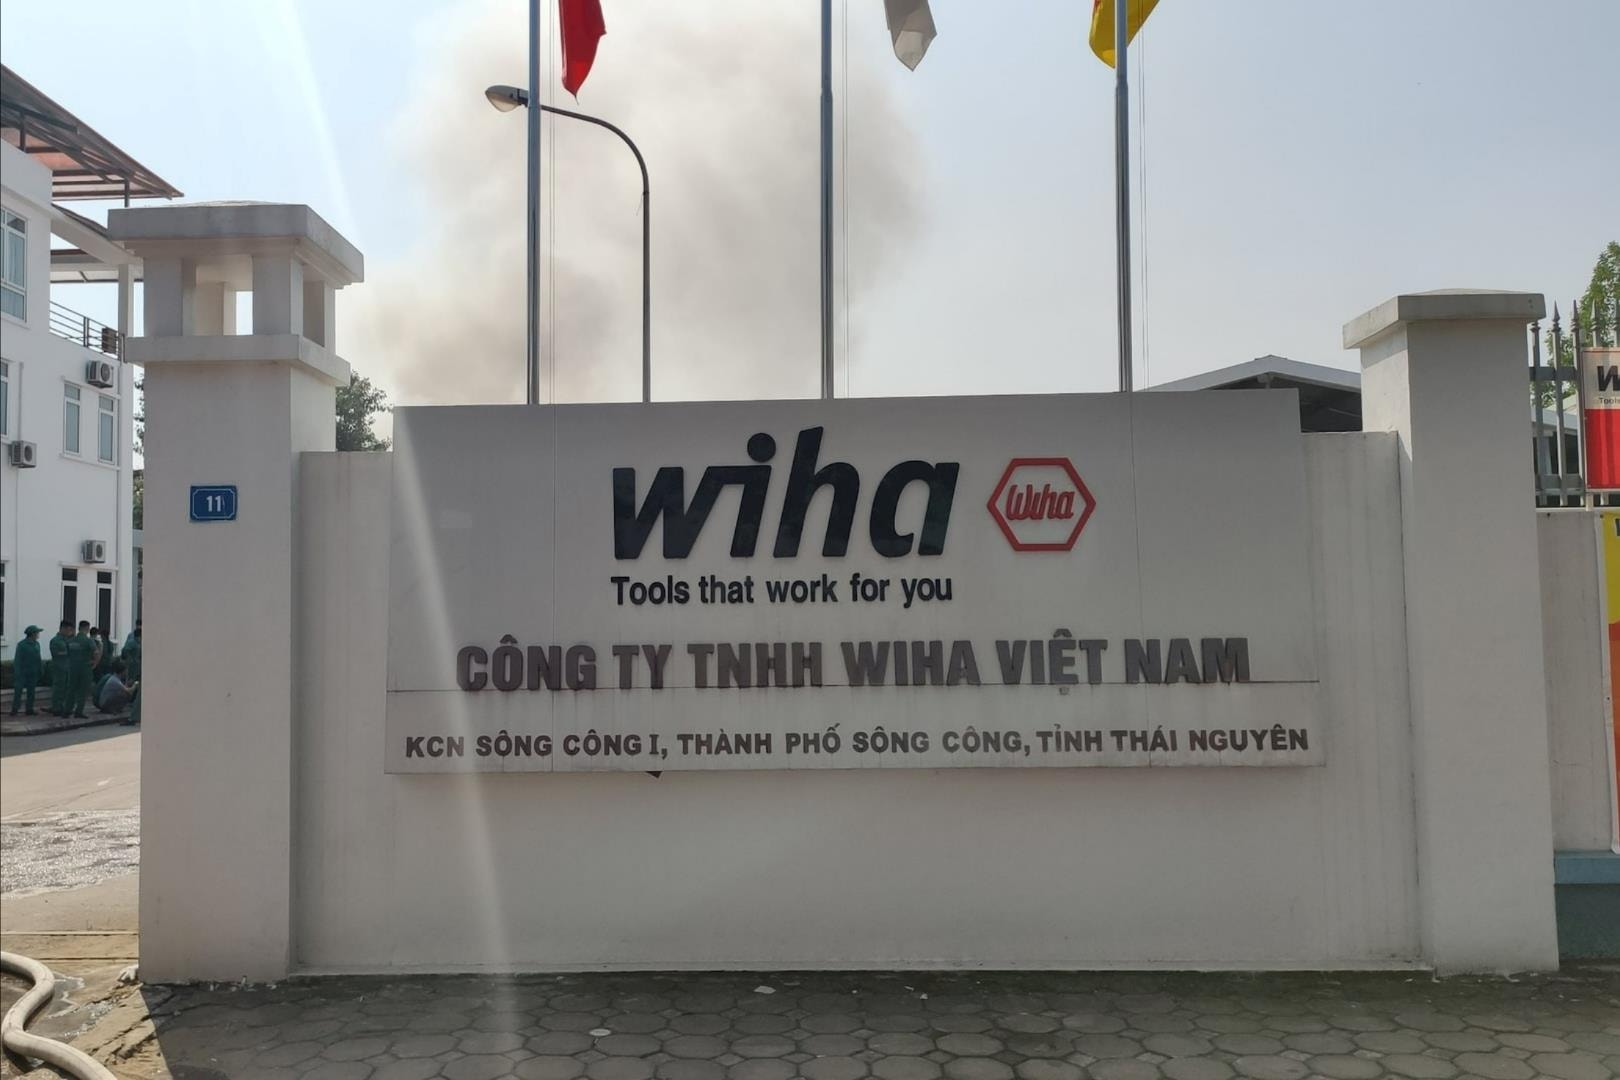 wiha
Wiha
Tools that work for you
CÔNG TY TNHH WIHA VIỆT NAM
KCN SÔNG CÔNG I, THÀNH PHỐ SÔNG CÔNG, TỈNH THÁI NGUYÊN
11